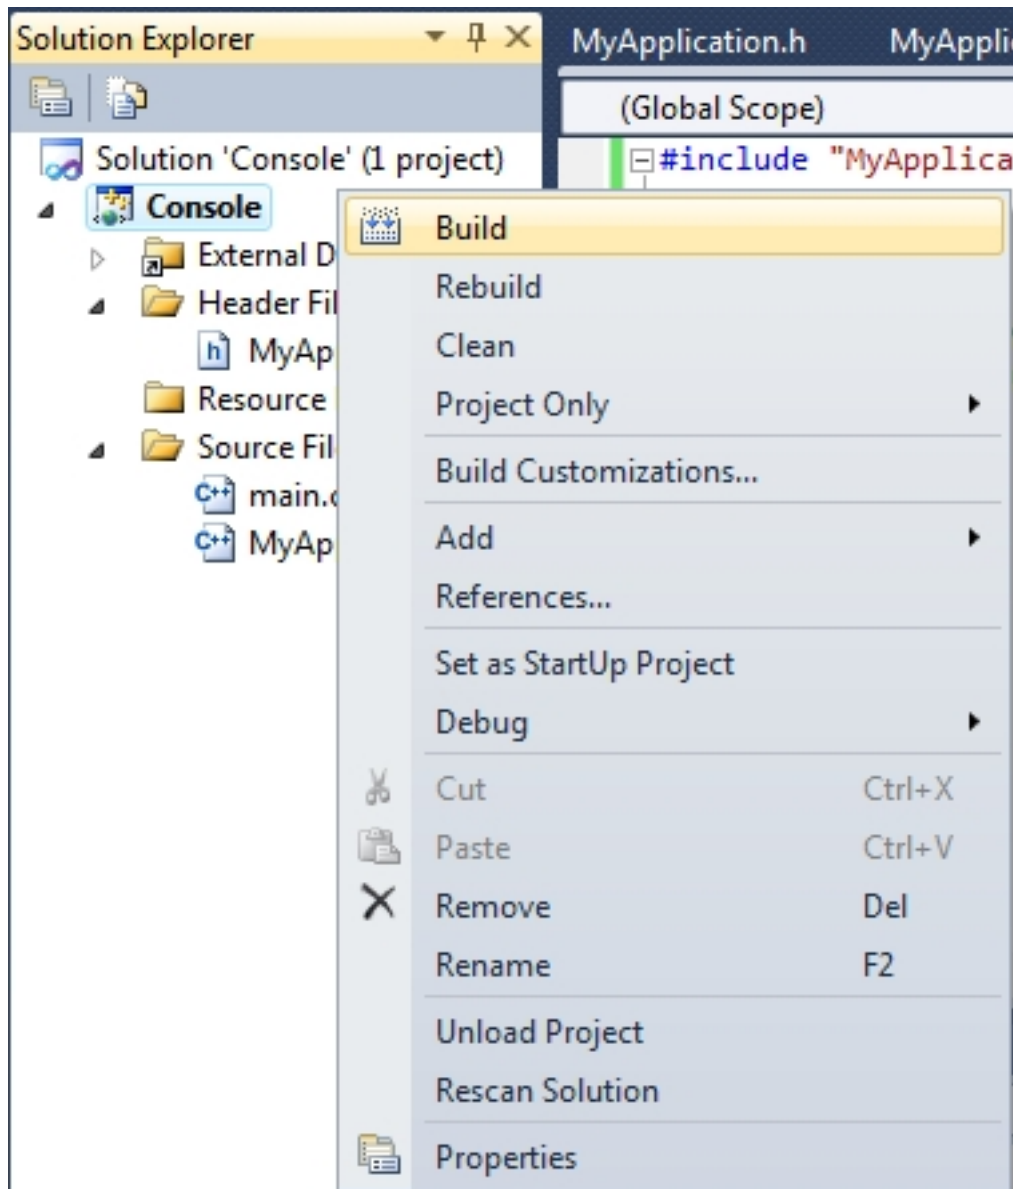 Solution Explorer
MyApplication.h MyAppli
(Global Scope)
Solution 'Console' (1 project)
#include "MyApplica
Console
Build
External D
Rebuild
Header Fil
Clean
h MyAp
Resource
Project Only
Source Fil
Build Customizations...
C++ main.c
Add
C++ MyAp
References...
Set as StartUp Project
Debug
Cut Ctrl+X
Paste Ctrl+V
Remove Del
Rename F2
Unload Project
Rescan Solution
Properties